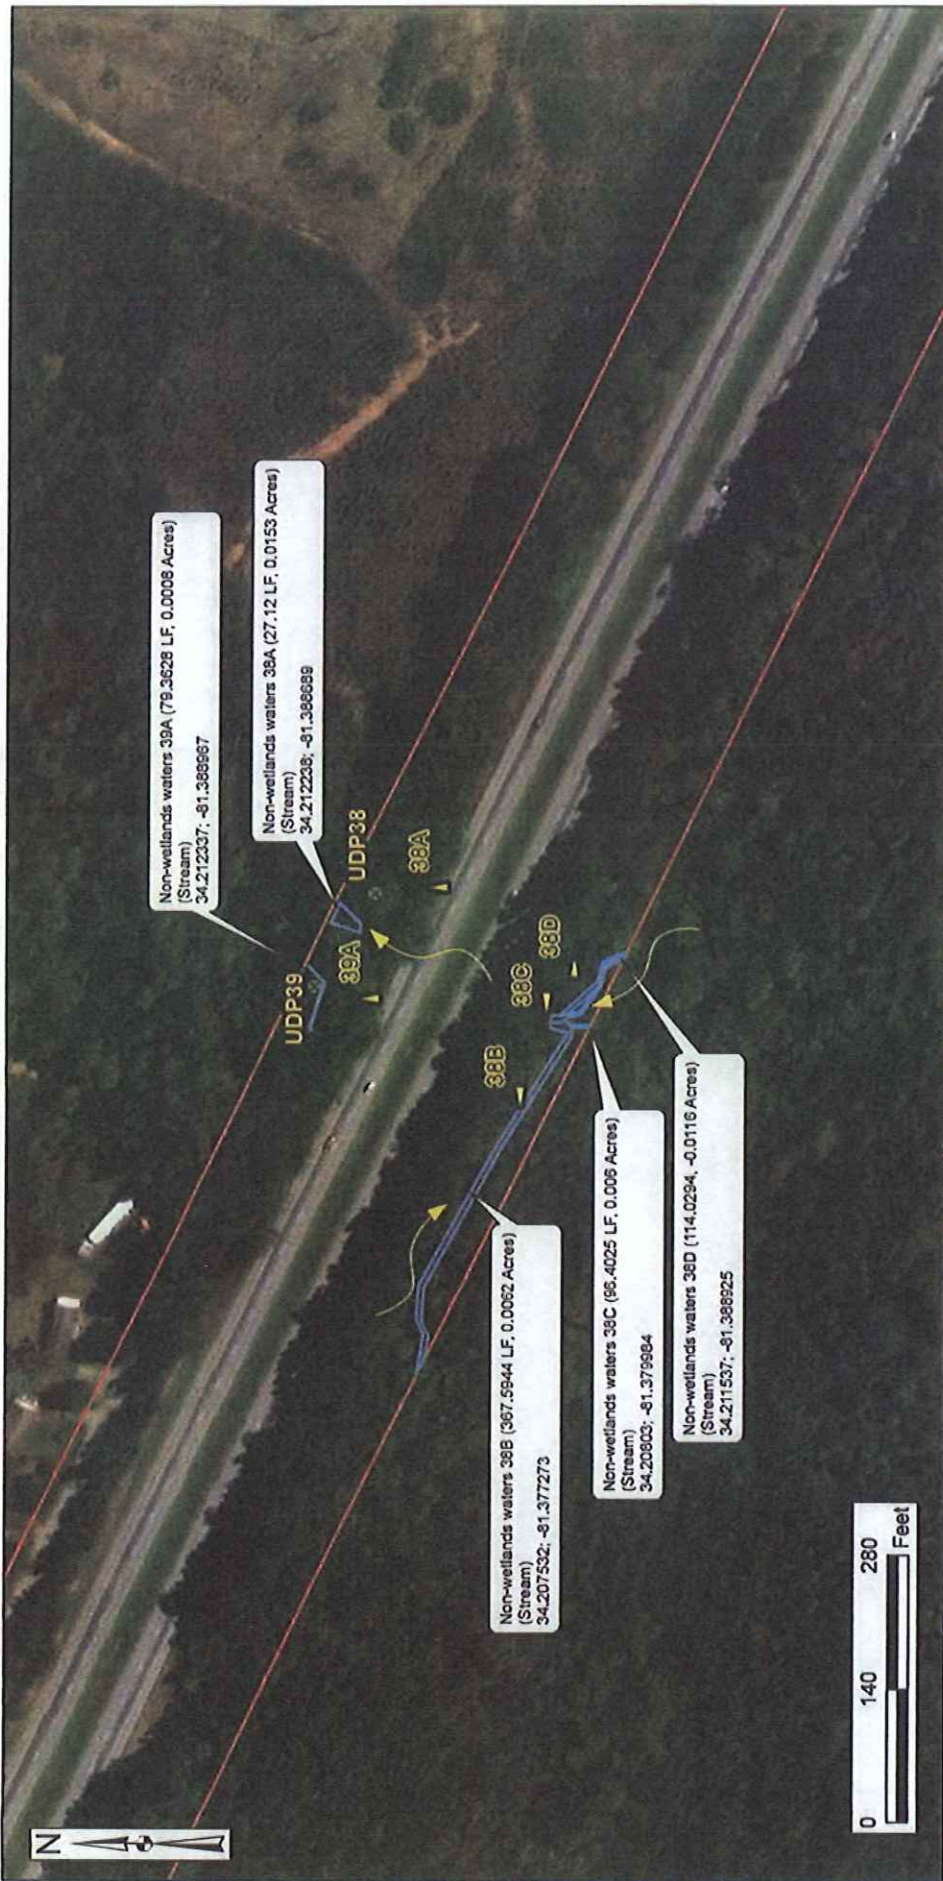 N
Non-wetlands waters 39A (79.3628 LF, 0.0008 Acres)
(Stream)
34.212337; -81.388967
Non-wetlands waters 38A (27.12 LF, 0.0153 Acres)
(Stream)
34.212238; -81.388689
UDP39
39A
UDP38
38A
38B
38C
38D
Non-wetlands waters 38B (367.5944 LF, 0.0062 Acres)
(Stream)
34.207532; -81.377273
Non-wetlands waters 38C (96.4025 LF, 0.006 Acres)
(Stream)
34.20803; -81.379984
Non-wetlands waters 38D (114.0294, -0.0116 Acres)
(Stream)
34.211537; -81.388925
0 140 280
Feet